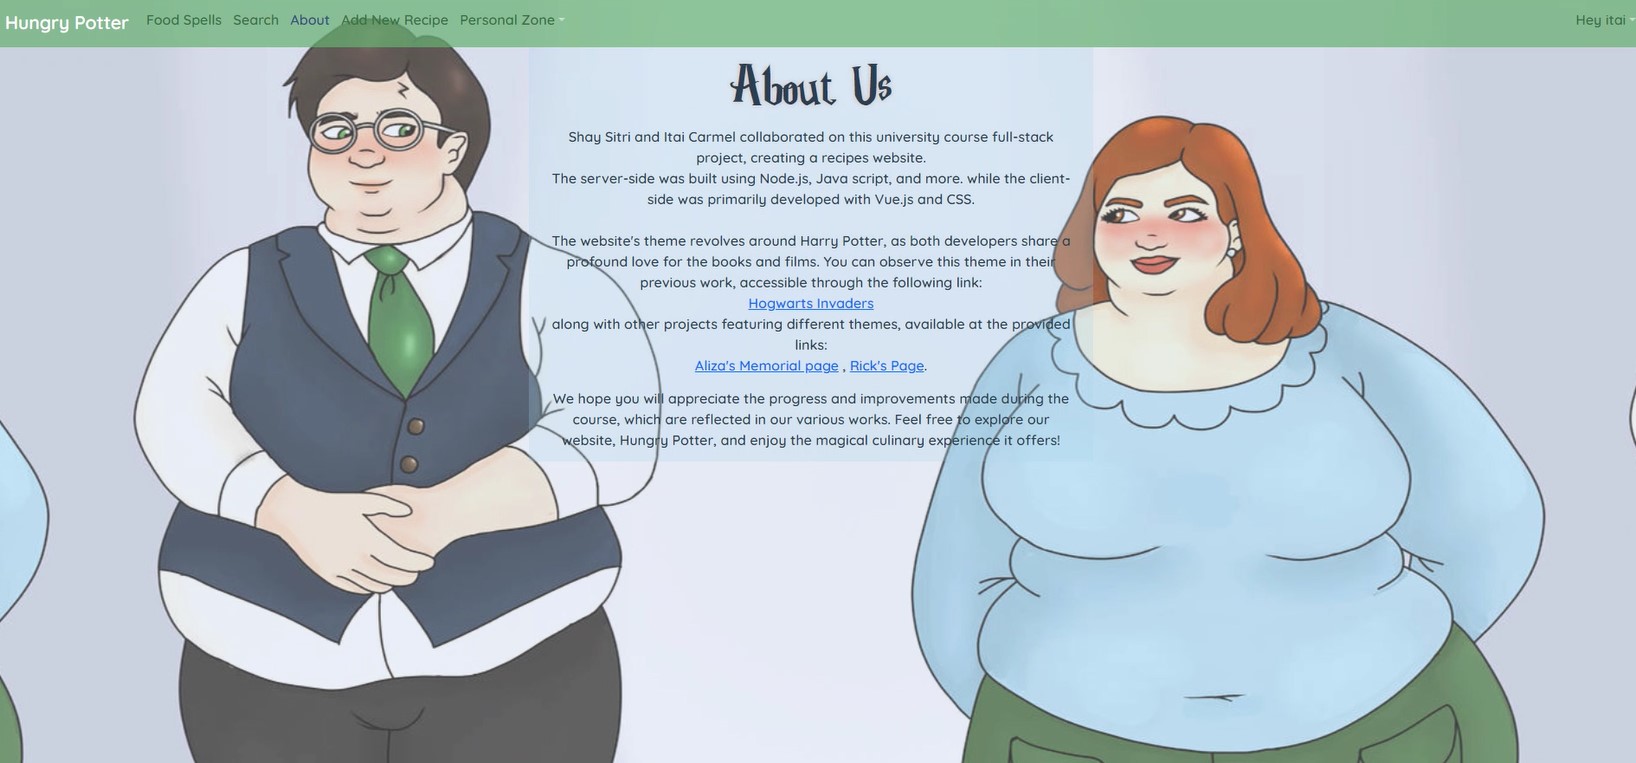 Hungry Potter Food Spells Search About Add New Recipe Personal Zone Hey itai
About Us
Shay Sitri and Itai Carmel collaborated on this university course full-stack
project, creating a recipes website.
The server-side was built using Node.js, Java script, and more. while the client-
side was primarily developed with Vue.js and CSS.
The website's theme revolves around Harry Potter, as both developers share a
profound love for the books and films. You can observe this theme in their
previous work, accessible through the following link:
Hogwarts Invaders
along with other projects featuring different themes, available at the provided
links:
Aliza's Memorial page , Rick's Page.
We hope you will appreciate the progress and improvements made during the
course, which are reflected in our various works. Feel free to explore our
website, Hungry Potter, and enjoy the magical culinary experience it offers!